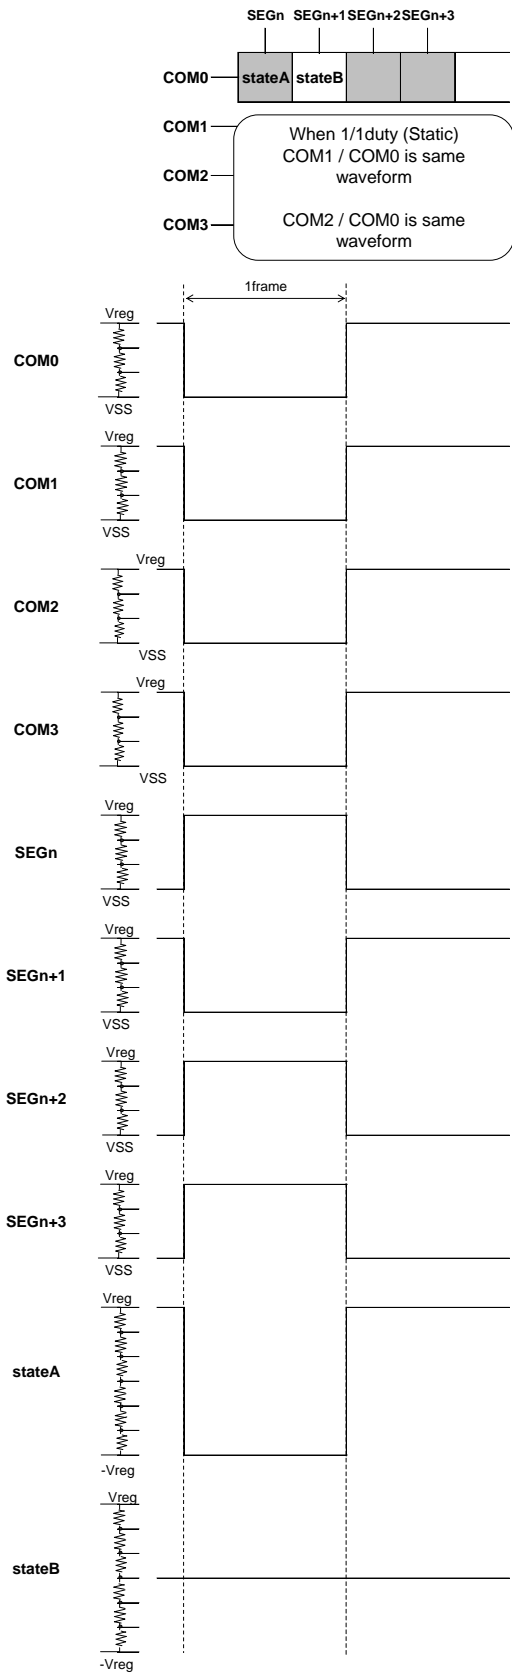 SEGn SEGn+1 SEGn+2 SEGn+3
COM0 stateA stateB
COM1
COM2
COM3
When 1/1duty (Static)
COM1 / COM0 is same
waveform
COM2 / COM0 is same
waveform
1frame
Vreg
COM0
VSS
Vreg
COM1
VSS
Vreg
COM2
VSS
Vreg
COM3
VSS
Vreg
SEGn
VSS
Vreg
SEGn+1
VSS
Vreg
SEGn+2
VSS
Vreg
SEGn+3
VSS
Vreg
stateA
-Vreg
Vreg
stateB
-Vreg